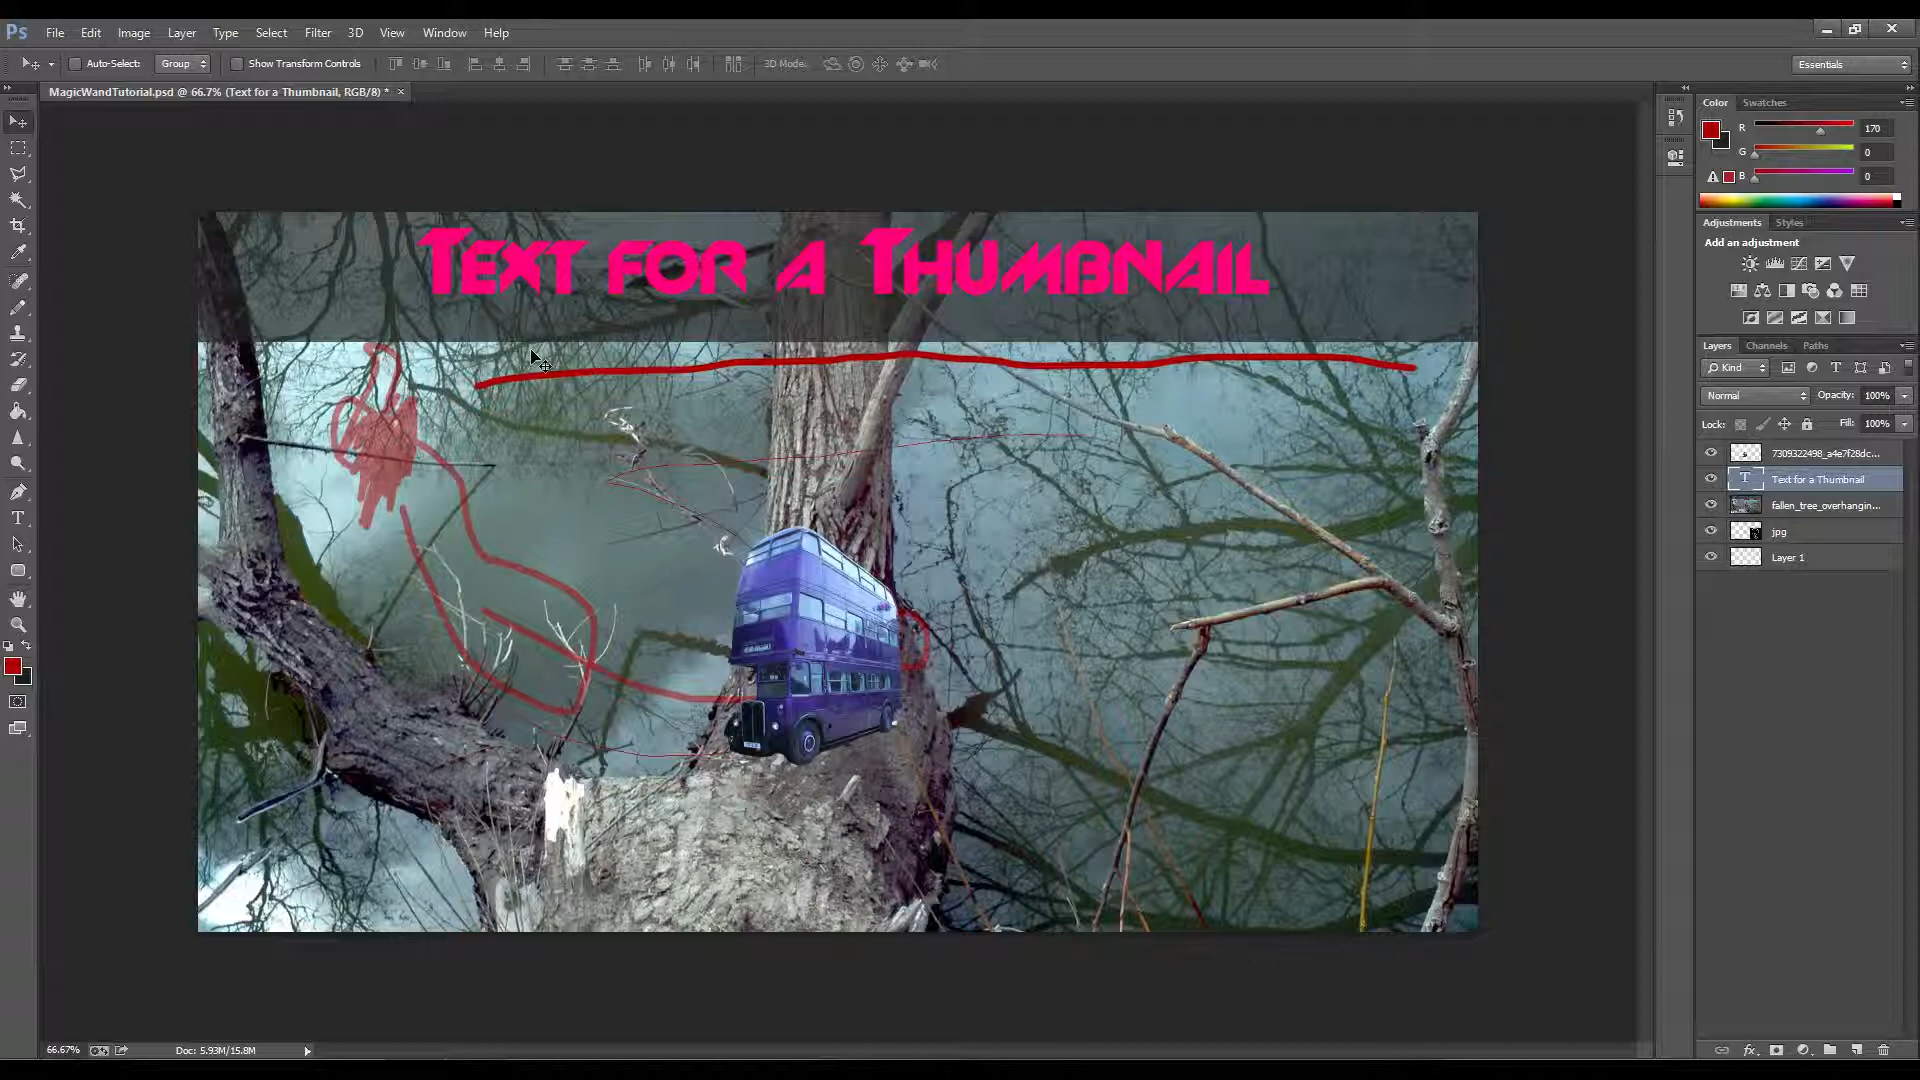 Ps File Edit Image Layer Type Select Filter 3D View Window Help
Auto-Select: Group Show Transform Controls 3D Mode: Essentials
MagicWandTutorial.psd @ 66.7% (Text for a Thumbnail, RGB/8) * ×
Color Swatches
R 170
G 0
B 0
Adjustments Styles
Add an adjustment
Text for a Thumbnail
Layers Channels Paths
Kind
Normal Opacity: 100%
Lock: Fill: 100%
7309322498_a4e7f28dc...
Text for a Thumbnail
fallen_tree_overhangin...
jpg
Layer 1
66.67% Doc: 5.93M/15.8M